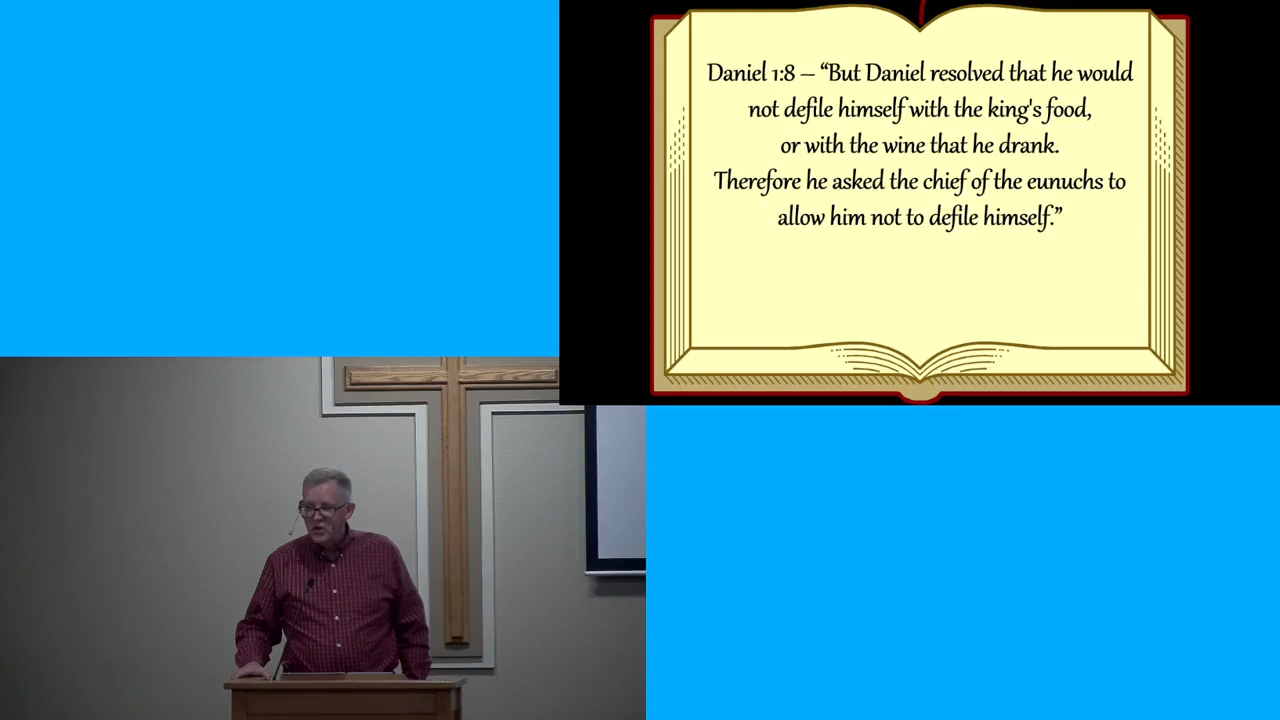 Daniel 1:8 – “But Daniel resolved that he would
not defile himself with the king's food,
or with the wine that he drank.
Therefore he asked the chief of the eunuchs to
allow him not to defile himself.”